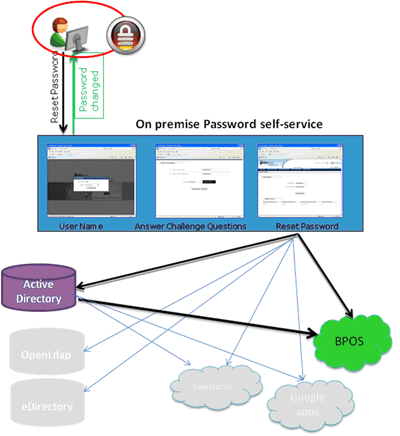 Reset Password
Password
changed
On premise Password self-service
User Name
Answer Challenge Questions
Reset Password
Active
Directory
BPOS
OpenLdap
eDirectory
Salesforce
Google
apps